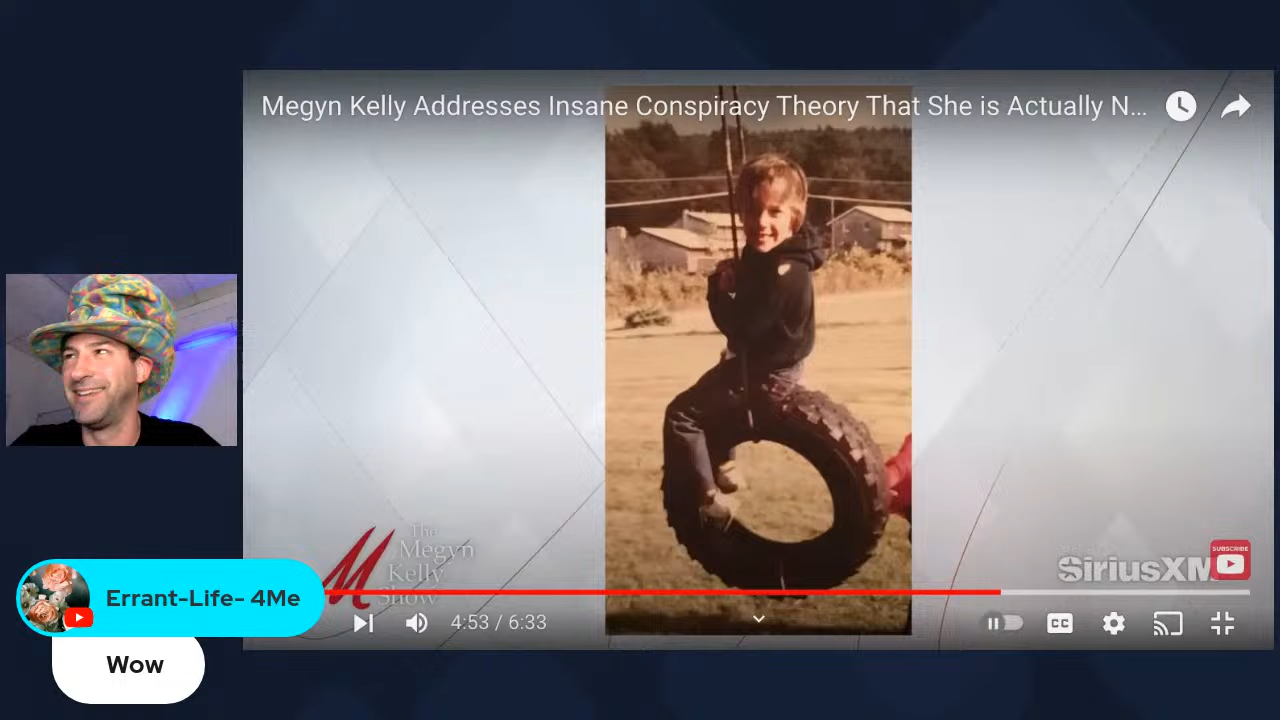 Megyn Kelly Addresses Insane Conspiracy Theory That She is Actually N...
The
Megyn
Kelly
Show
SiriusXM
SUBSCRIBE
4:53 / 6:33
CC
Errant-Life- 4Me
Wow